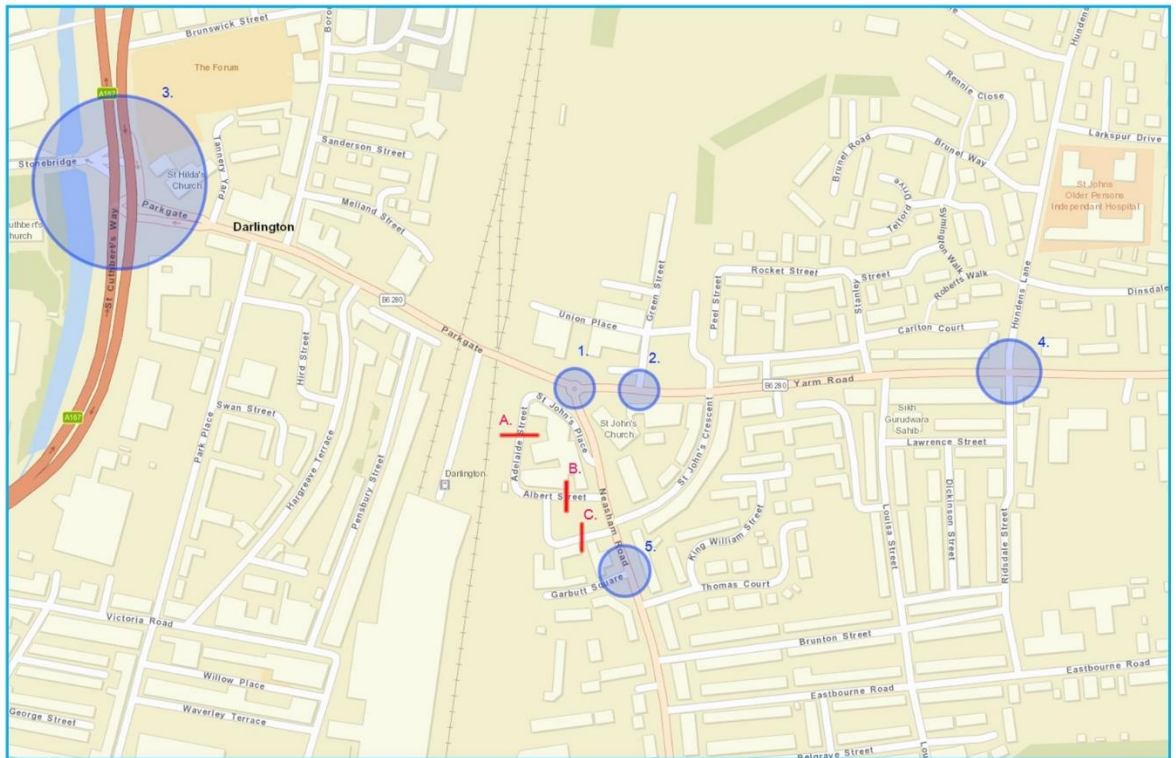 Brunswick Street
The Forum
A167
3.
Stonebridge
St Hilda's
Church
Tannery Yard
Sanderson Street
Melland Street
Parkgate
Darlington
uthbert's
hurch
St Cuthbert's Way
B6280
Parkgate
Hird Street
Swan Street
Park Place
Hargreave Terrace
Pensbury Street
A167
Victoria Road
Willow Place
Waverley Terrace
George Street
Darlington
Union Place
Green Street
Peel Street
1.
2.
A.
Adelaide Street
St John's Place
St John's
Church
St John's Crescent
B.
Albert Street
C.
Neasham Road
5.
Garbutt Square
King William Street
Thomas Court
Rocket Street
Stanley Street
Carlton Court
Roberts Walk
Symington Walk
Telford Drive
Brunel Road
Brunel Way
Rennie Close
Hundens
Larkspur Drive
St Johns
Older Persons
Independant Hospital
Hundens Lane
Dinsdale
4.
B6280
Yarm Road
Sikh
Gurudwara
Sahib
Lawrence Street
Louisa Street
Dickinson Street
Ridsdale Street
Brunton Street
Eastbourne Road
Eastbourne Road
Belgrave Street
Lou
Boro